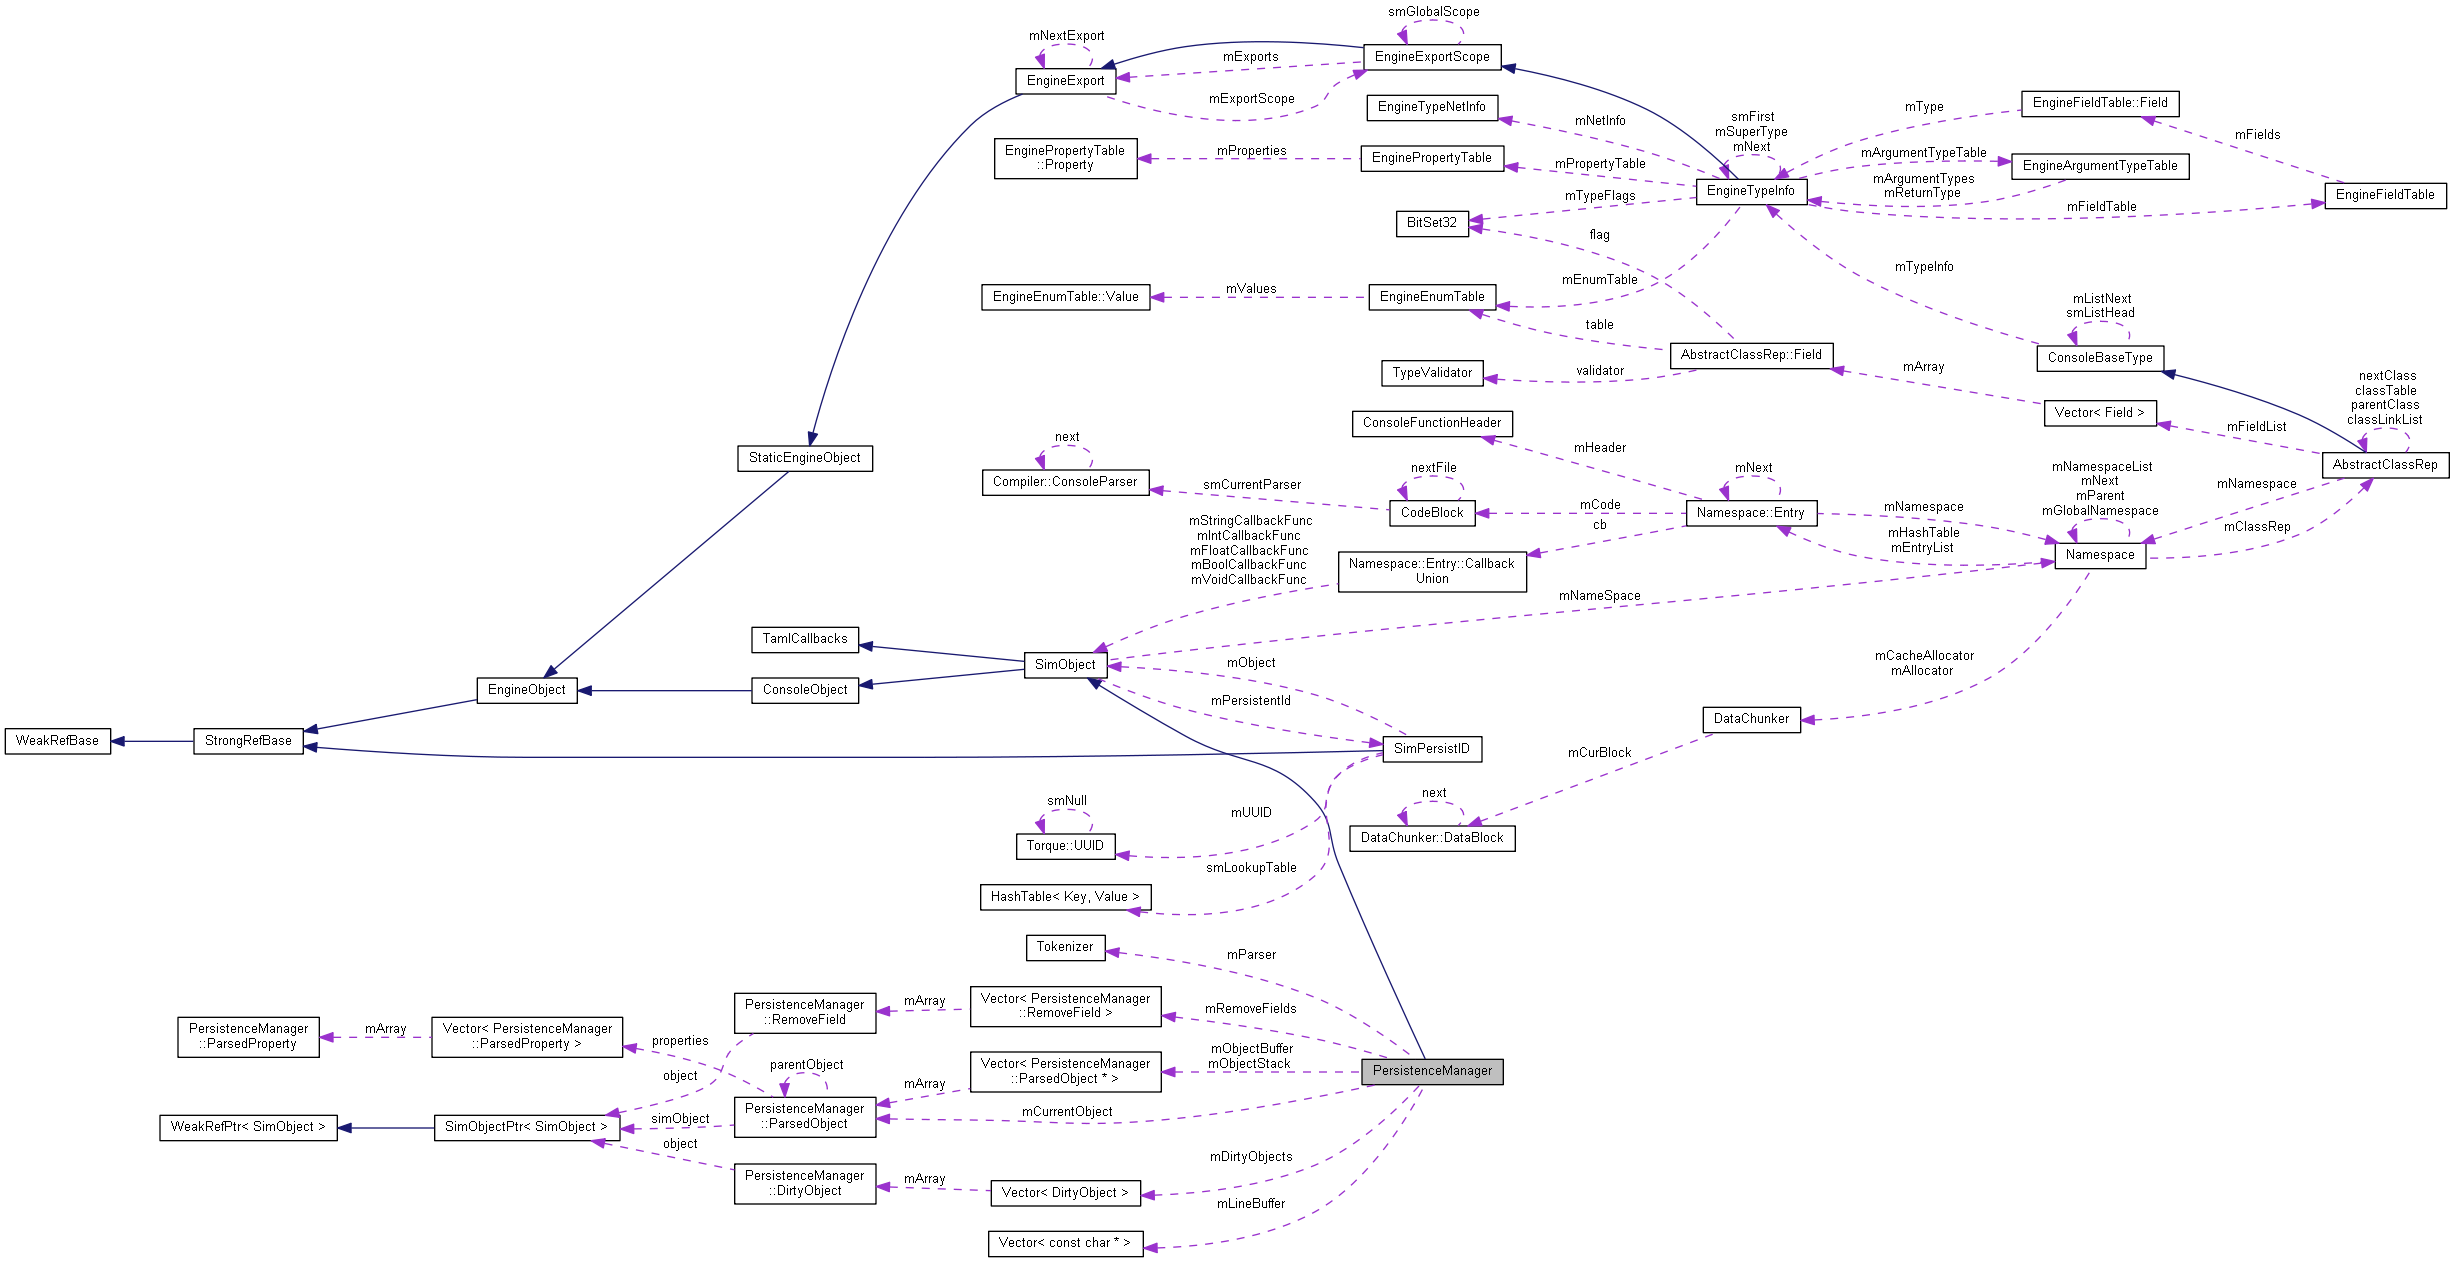 smGlobalScope
mNextExport
EngineExportScope
mExports
EngineExport
mExportScope
EngineTypeNetInfo
mNetInfo
smFirst
mSuperType
mNext
mType
EngineFieldTable::Field
mFields
EnginePropertyTable
::Property
mProperties
EnginePropertyTable
mPropertyTable
mArgumentTypeTable
EngineArgumentTypeTable
mArgumentTypes
mReturnType
EngineTypeInfo
EngineFieldTable
mTypeFlags
mFieldTable
BitSet32
flag
mTypeInfo
mEnumTable
EngineEnumTable::Value
mValues
EngineEnumTable
table
mListNext
smListHead
AbstractClassRep::Field
ConsoleBaseType
TypeValidator
validator
mArray
nextClass
classTable
parentClass
classLinkList
Vector< Field >
mFieldList
ConsoleFunctionHeader
mHeader
next
StaticEngineObject
nextFile
mNext
mNamespaceList
mNext
mParent
mGlobalNamespace
AbstractClassRep
Compiler::ConsoleParser
smCurrentParser
mNamespace
CodeBlock
mCode
Namespace::Entry
mNamespace
mClassRep
mStringCallbackFunc
mIntCallbackFunc
mFloatCallbackFunc
mBoolCallbackFunc
mVoidCallbackFunc
cb
mHashTable
mEntryList
Namespace
Namespace::Entry::Callback
Union
mNameSpace
TamlCallbacks
SimObject
mObject
mCacheAllocator
mAllocator
EngineObject
ConsoleObject
mPersistentId
DataChunker
WeakRefBase
StrongRefBase
SimPersistID
mCurBlock
smNull
mUUID
next
Torque::UUID
DataChunker::DataBlock
smLookupTable
HashTable< Key, Value >
Tokenizer
mParser
PersistenceManager
::RemoveField
mArray
Vector< PersistenceManager
::RemoveField >
mRemoveFields
PersistenceManager
::ParsedProperty
mArray
Vector< PersistenceManager
::ParsedProperty >
properties
object
parentObject
Vector< PersistenceManager
::ParsedObject * >
mObjectBuffer
mObjectStack
PersistenceManager
mArray
PersistenceManager
::ParsedObject
mCurrentObject
WeakRefPtr< SimObject >
SimObjectPtr< SimObject >
simObject
object
PersistenceManager
::DirtyObject
mArray
Vector< DirtyObject >
mDirtyObjects
mLineBuffer
Vector< const char * >